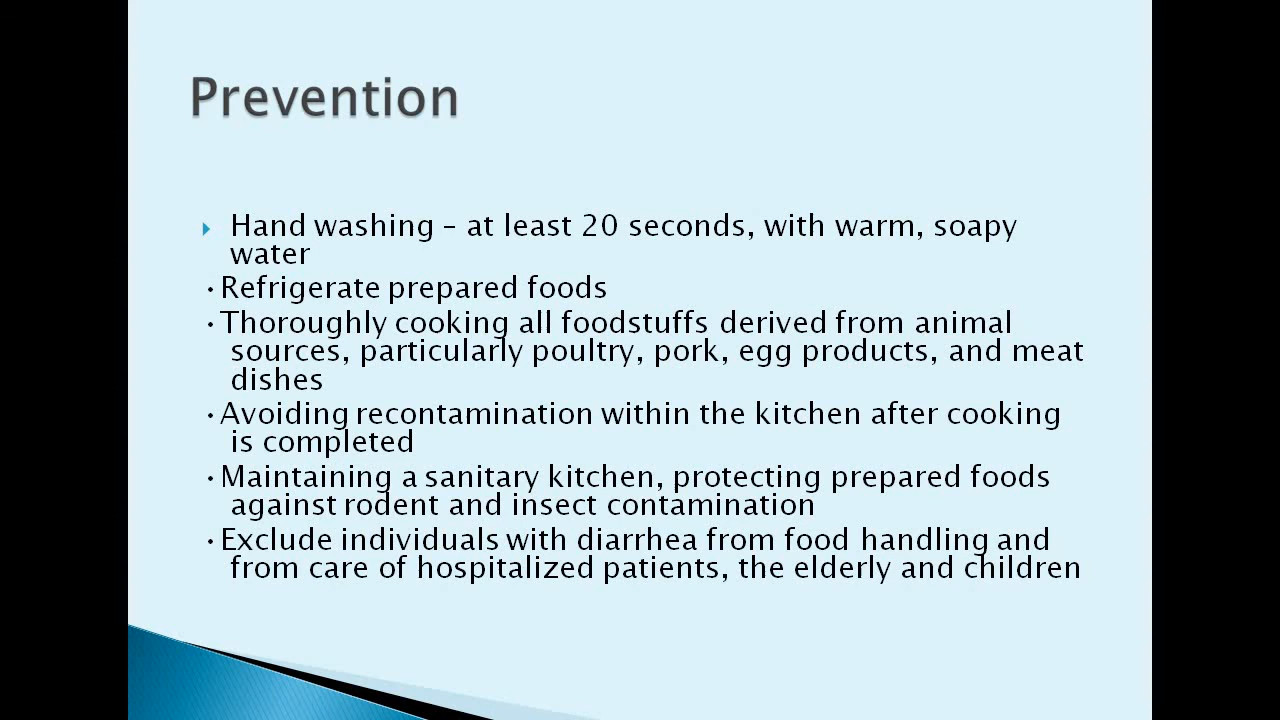 Prevention
Hand washing – at least 20 seconds, with warm, soapy
water
•Refrigerate prepared foods
•Thoroughly cooking all foodstuffs derived from animal
sources, particularly poultry, pork, egg products, and meat
dishes
•Avoiding recontamination within the kitchen after cooking
is completed
•Maintaining a sanitary kitchen, protecting prepared foods
against rodent and insect contamination
•Exclude individuals with diarrhea from food handling and
from care of hospitalized patients, the elderly and children